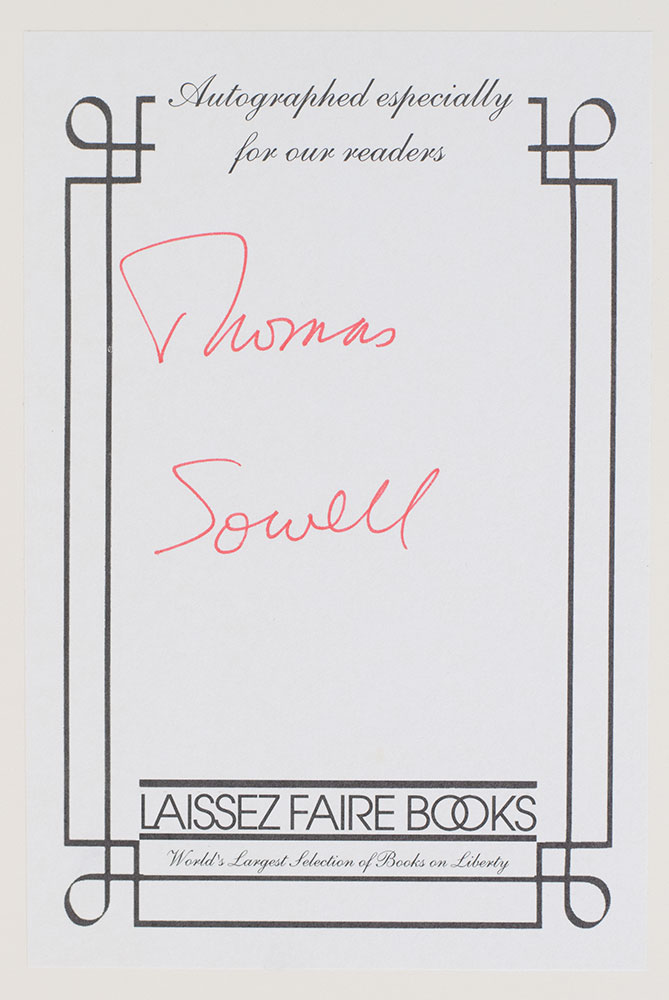 Autographed especially
for our readers
Thomas
Sowell
LAISSEZ FAIRE BOOKS
World's Largest Selection of Books on Liberty